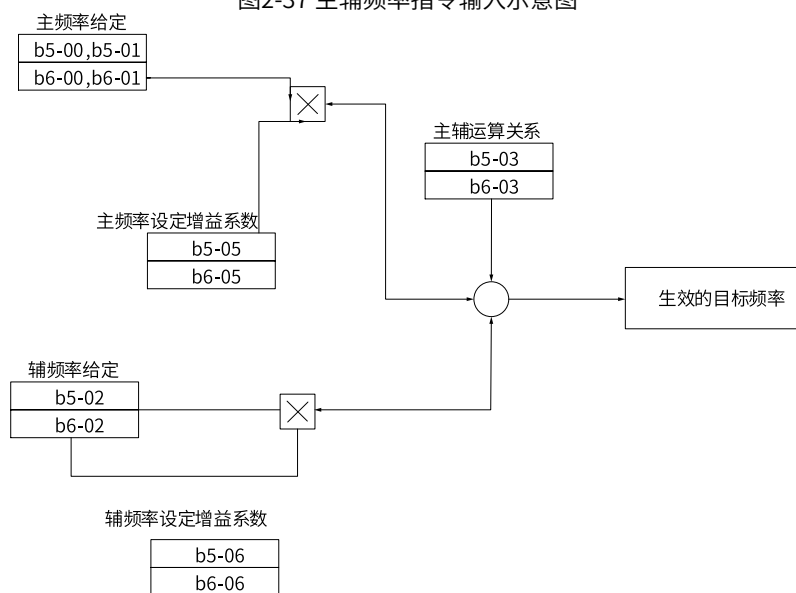 图2-37 主辅频率指令输入示意图
主频率给定
b5-00,b5-01
b6-00,b6-01
主辅运算关系
b5-03
b6-03
主频率设定增益系数
b5-05
b6-05
生效的目标频率
辅频率给定
b5-02
b6-02
辅频率设定增益系数
b5-06
b6-06